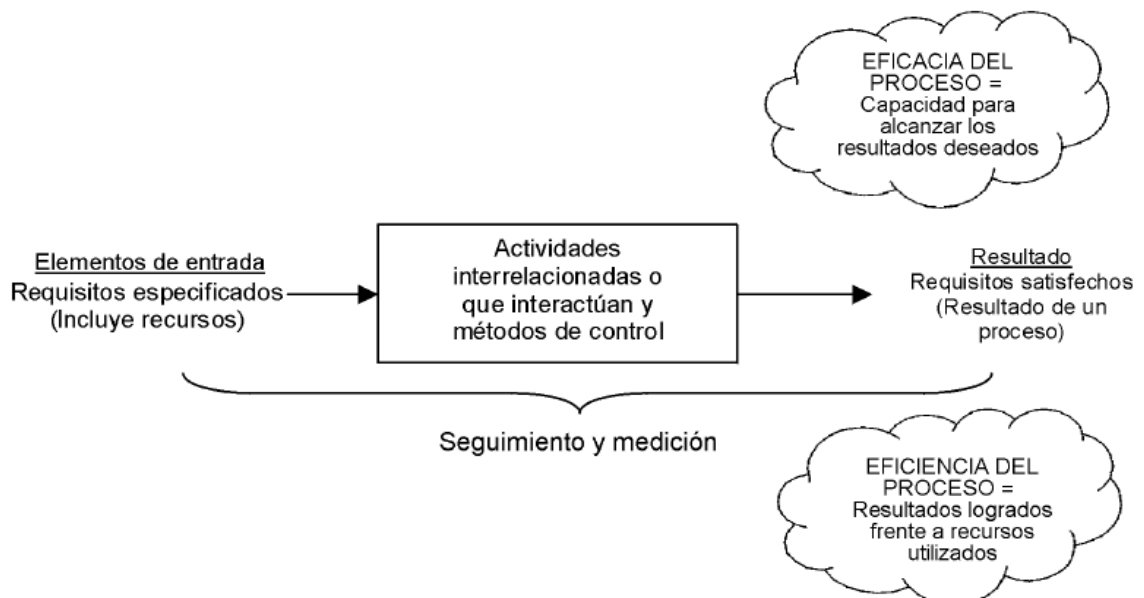 EFICACIA DEL
PROCESO =
Capacidad para
alcanzar los
resultados deseados
Elementos de entrada
Requisitos especificados
(Incluye recursos)
Actividades
interrelacionadas o
que interactúan y
métodos de control
Resultado
Requisitos satisfechos
(Resultado de un
proceso)
Seguimiento y medición
EFICIENCIA DEL
PROCESO =
Resultados logrados
frente a recursos
utilizados